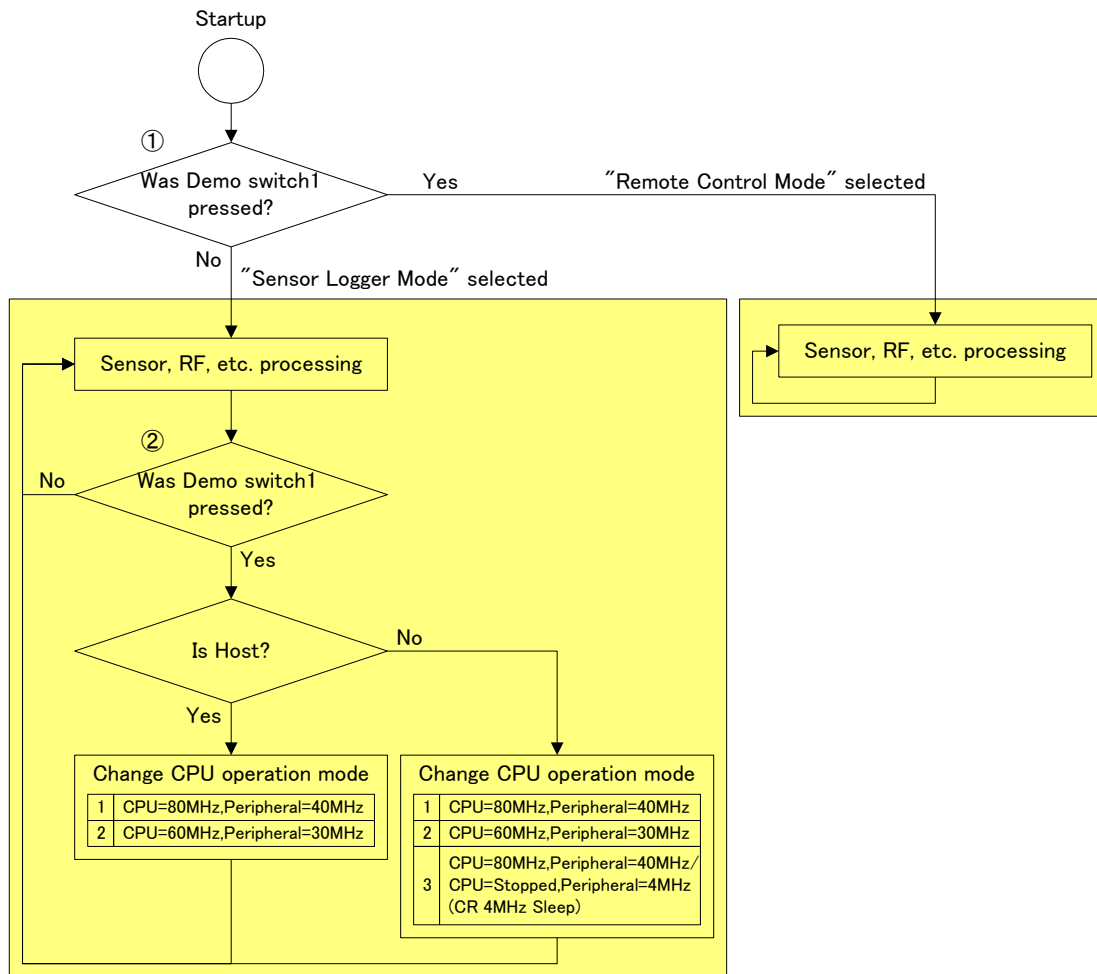 Startup
①
Was Demo switch1
pressed?
Yes
"Remote Control Mode" selected
No
"Sensor Logger Mode" selected
Sensor, RF, etc. processing
Sensor, RF, etc. processing
②
No
Was Demo switch1
pressed?
Yes
Is Host?
No
Yes
Change CPU operation mode
1 CPU=80MHz,Peripheral=40MHz
2 CPU=60MHz,Peripheral=30MHz
Change CPU operation mode
1 CPU=80MHz,Peripheral=40MHz
2 CPU=60MHz,Peripheral=30MHz
3 CPU=80MHz,Peripheral=40MHz/
CPU=Stopped,Peripheral=4MHz
(CR 4MHz Sleep)